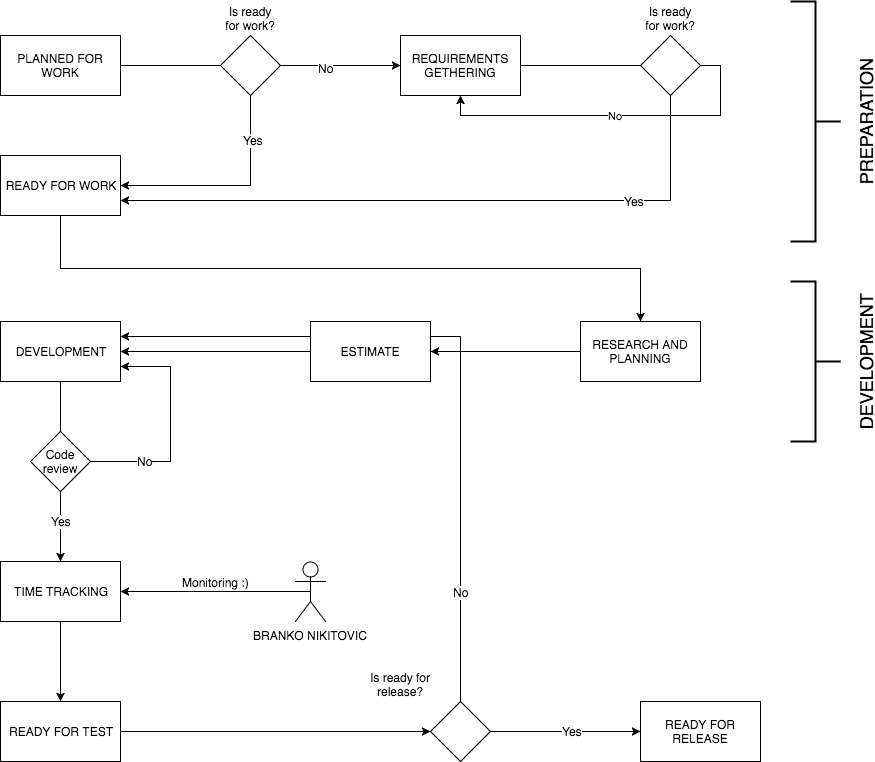 Is ready
for work?
Is ready
for work?
PLANNED FOR
WORK
No
REQUIREMENTS
GETHERING
No
Yes
READY FOR WORK
Yes
PREPARATION
DEVELOPMENT
ESTIMATE
RESEARCH AND
PLANNING
DEVELOPMENT
Code
review
No
Yes
TIME TRACKING
Monitoring :)
BRANKO NIKITOVIC
No
Is ready for
release?
READY FOR TEST
Yes
READY FOR
RELEASE